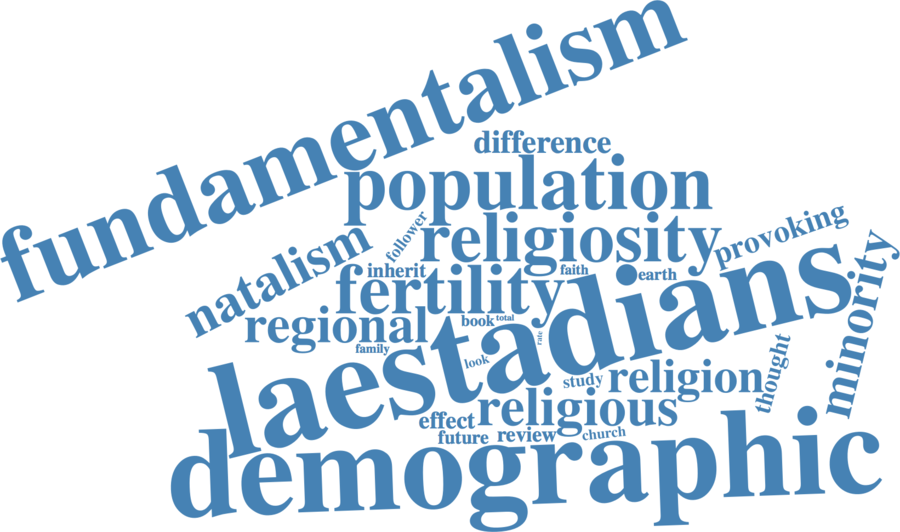 fundamentalism
difference
population
follower
religiosity
provoking
natalism
inherit
faith
earth
fertility
minority
regional
book
total
rate
laestadians
family
look
study
religion
thought
religious
effect
future
review
church
demographic